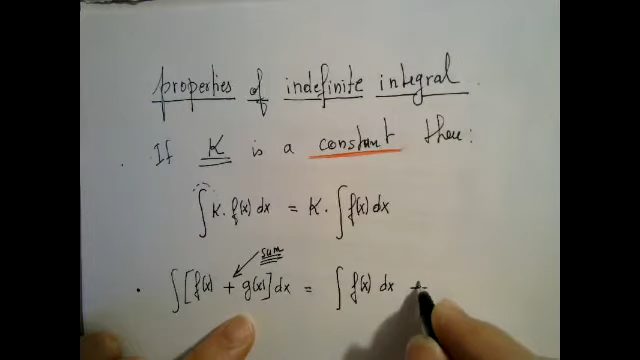 properties of indefinite integral.
. If K is a constant then:
∫ K. f(x) dx = K. ∫ f(x) dx
sum
• ∫ [f(x) + g(x)] dx = ∫ f(x) dx +